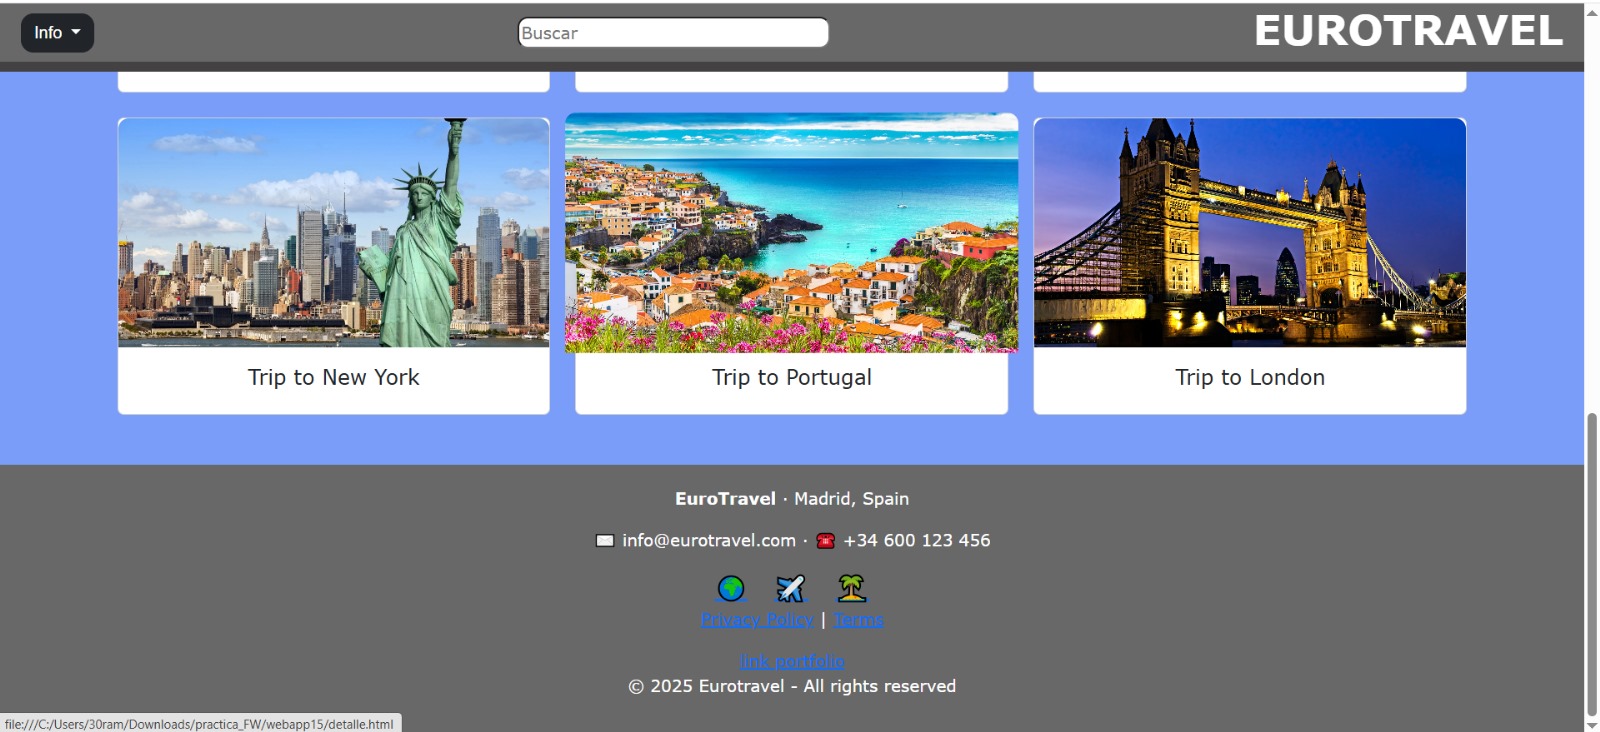 Info
Buscar
EUROTRAVEL
Trip to New York
Trip to Portugal
Trip to London
EuroTravel · Madrid, Spain
✉️ info@eurotravel.com · ☎️ +34 600 123 456
🌍 ✈️ 🏝️
Privacy Policy | Terms
link portfolio
© 2025 Eurotravel - All rights reserved
file:///C:/Users/30ram/Downloads/practica_FW/webapp15/detalle.html